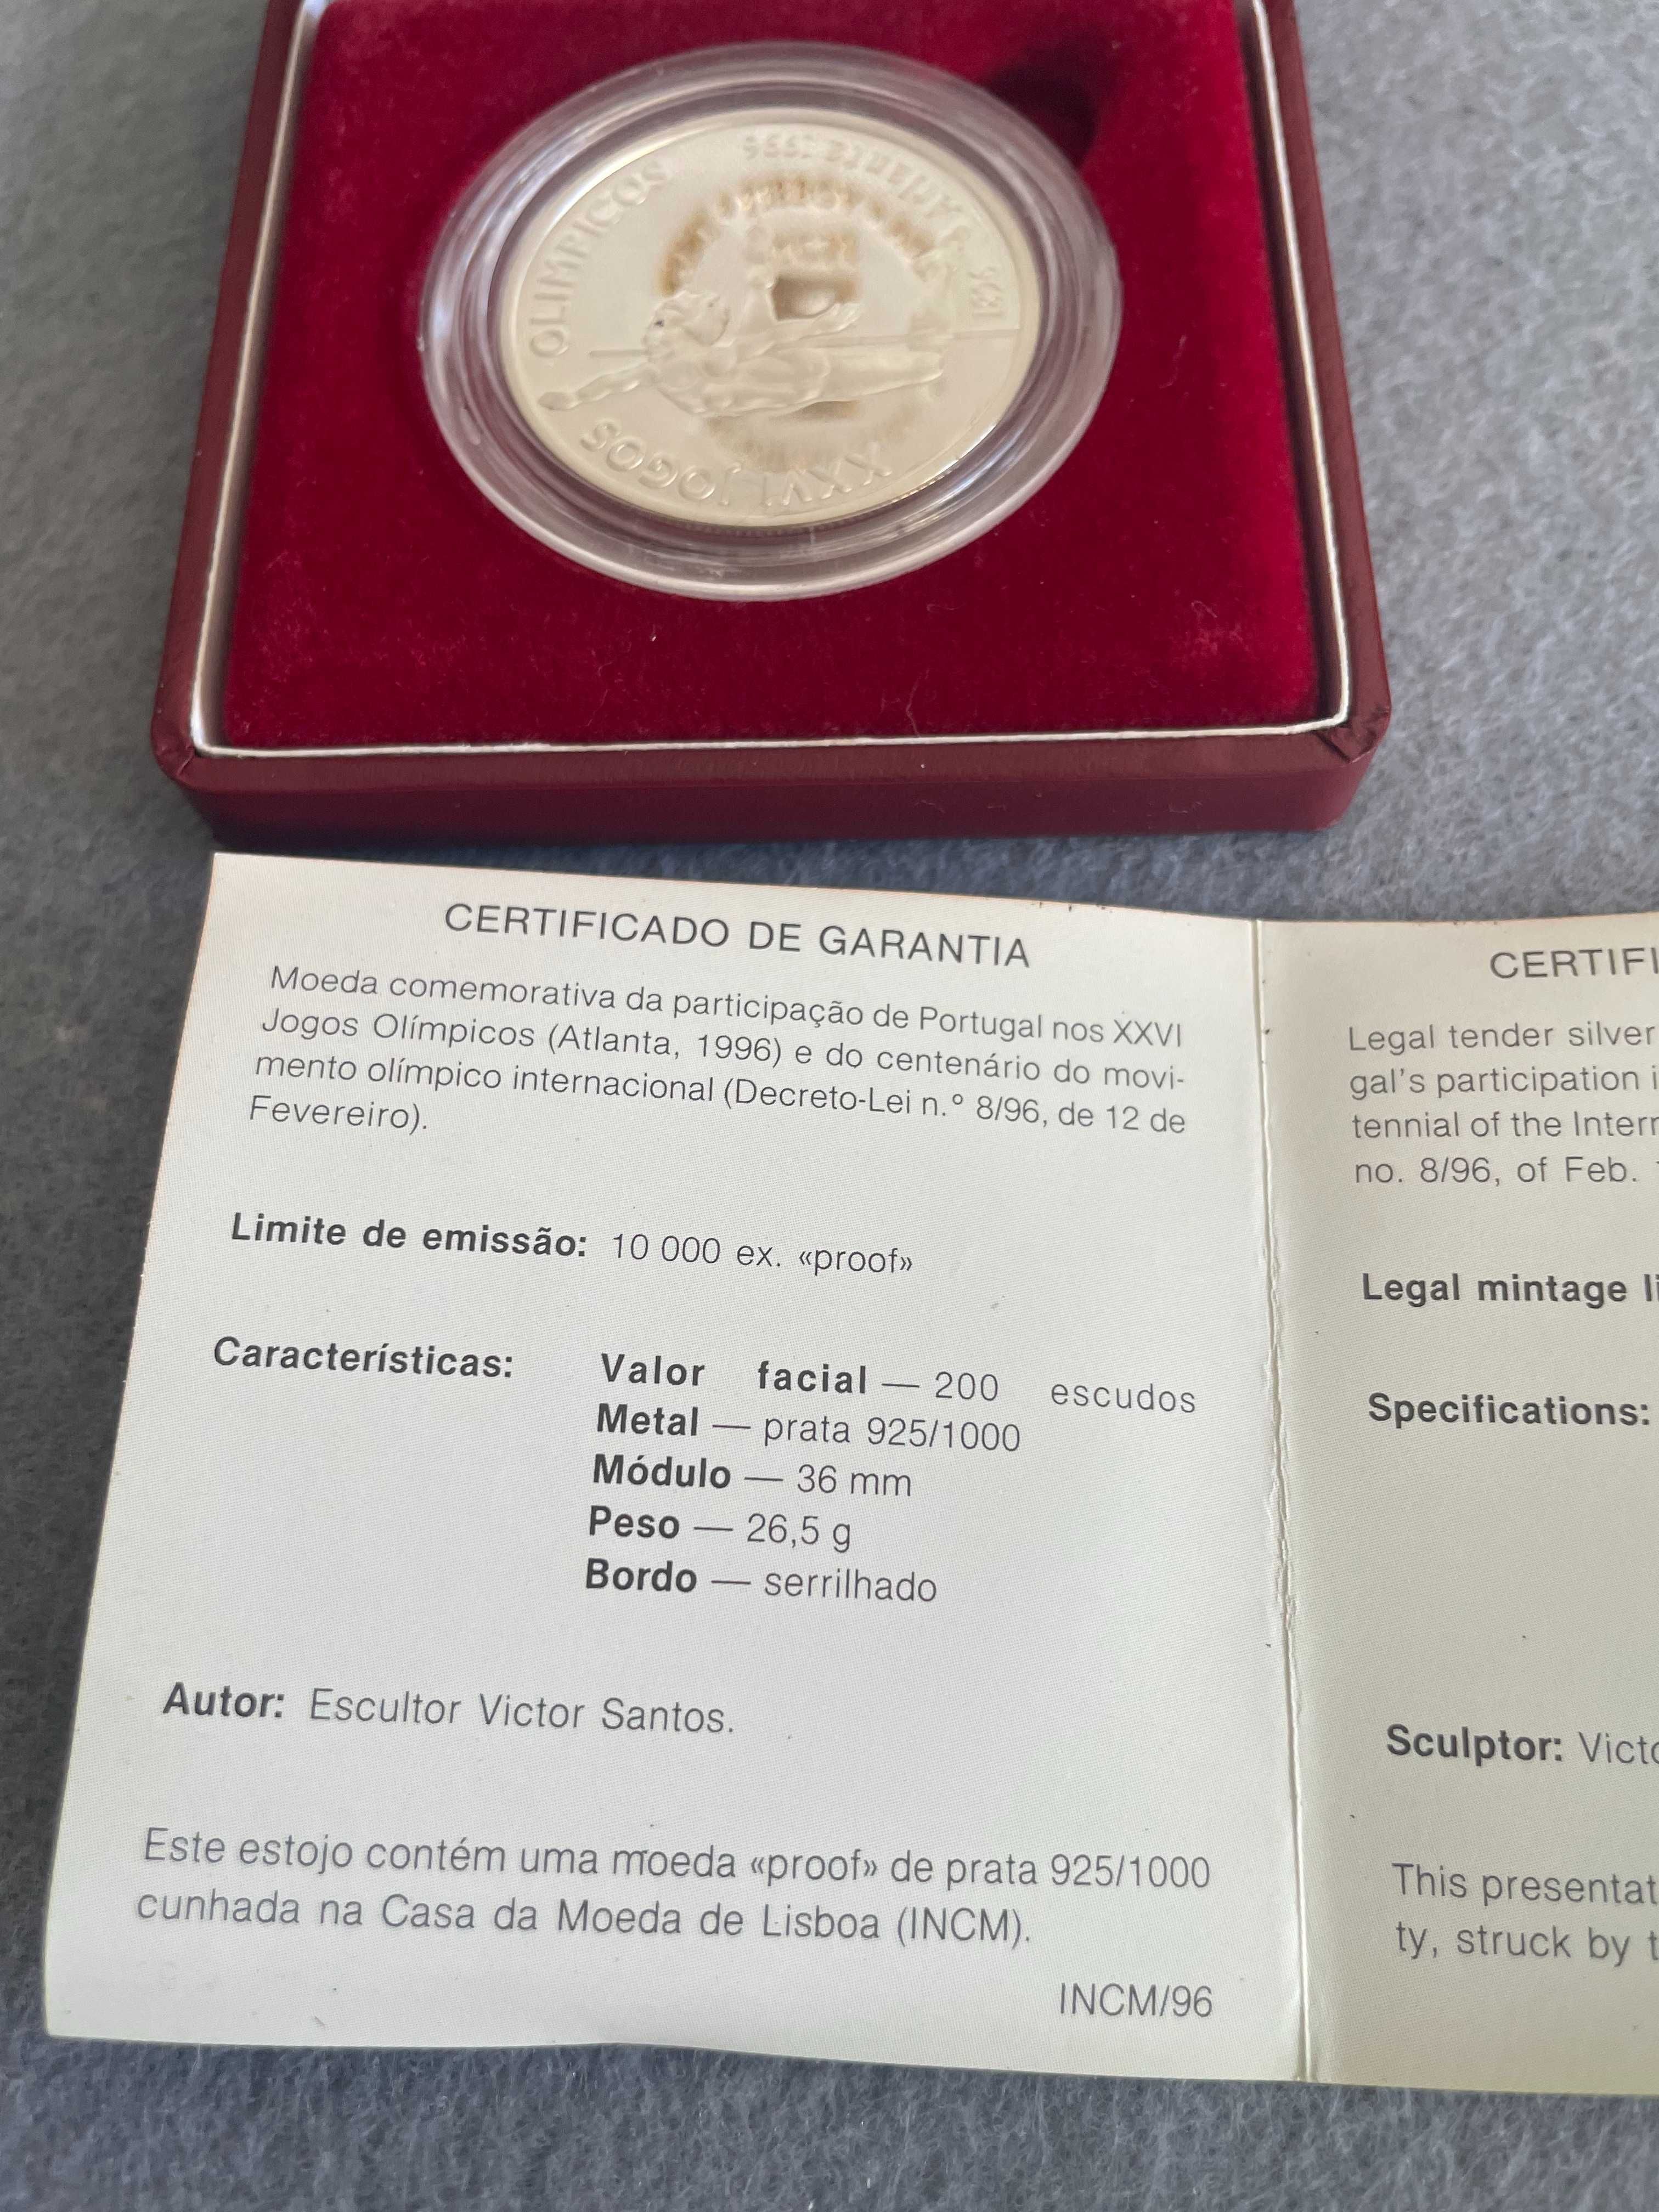 XXVI JOGOS OLIMPICOS
1896
1996
CERTIFICADO DE GARANTIA
Moeda comemorativa da participação de Portugal nos XXVI
Jogos Olímpicos (Atlanta, 1996) e do centenário do movi-
mento olímpico internacional (Decreto-Lei n.º 8/96, de 12 de
Fevereiro).
Limite de emissão: 10 000 ex. «proof»
Características: Valor facial — 200 escudos
Metal — prata 925/1000
Módulo — 36 mm
Peso — 26,5 g
Bordo — serrilhado
Autor: Escultor Victor Santos.
Este estojo contém uma moeda «proof» de prata 925/1000
cunhada na Casa da Moeda de Lisboa (INCM).
INCM/96
CERTIFI
Legal tender silver
gal's participation i
tennial of the Intern
no. 8/96, of Feb.
Legal mintage li
Specifications:
Sculptor: Victo
This presentat
ty, struck by t